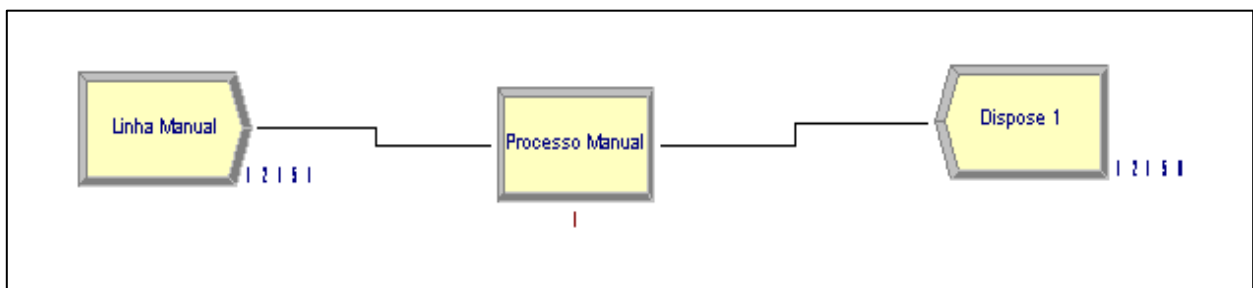 Linha Manual
1 2 1 5 1
Processo Manual
1
Dispose 1
1 2 1 5 0